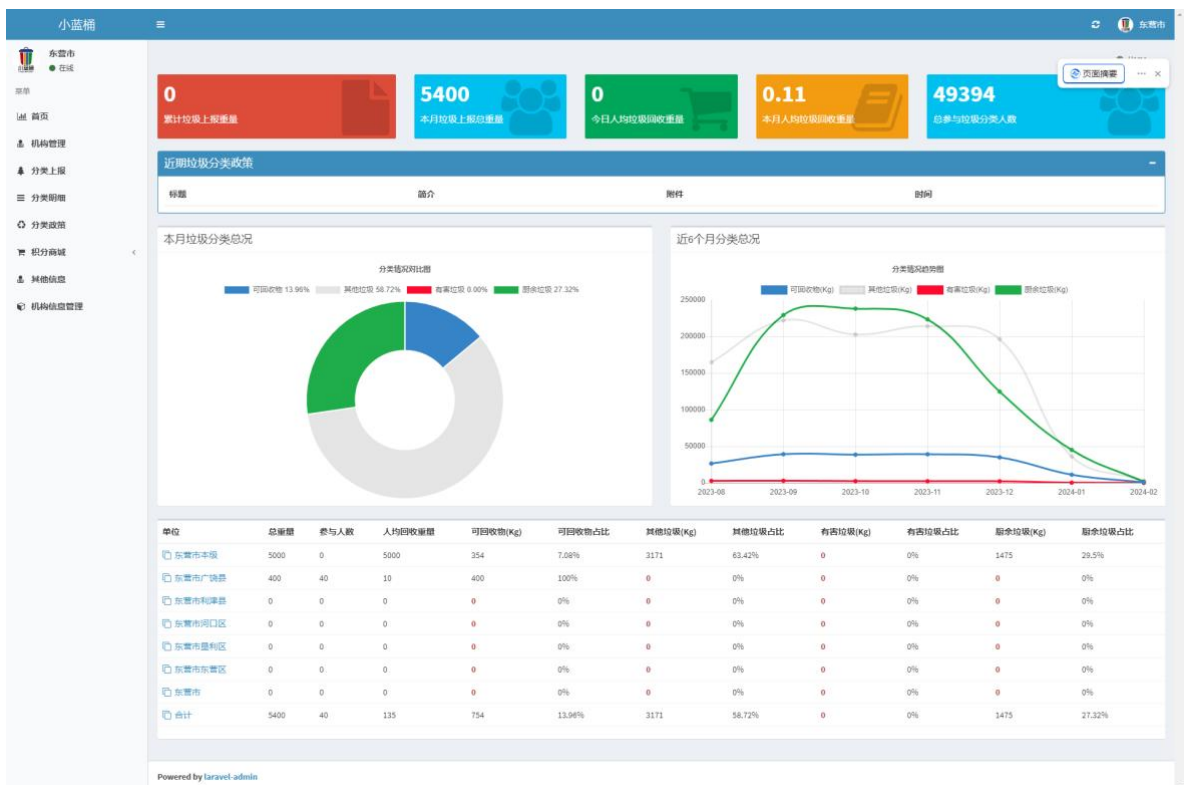 小蓝桶
东营市
东营市
在线
页面摘要
菜单
首页
机构管理
分类上报
分类明细
分类政策
积分商城
其他信息
机构信息管理
0
累计垃圾上报重量
5400
本月垃圾上报总重量
0
今日人均垃圾回收重量
0.11
本月人均垃圾回收重量
49394
总参与垃圾分类人数
近期垃圾分类政策
标题 简介 附件 时间
本月垃圾分类总况
分类情况对比图
可回收物 13.96% 其他垃圾 58.72% 有害垃圾 0.00% 厨余垃圾 27.32%
近6个月分类总况
分类情况趋势图
可回收物(Kg) 其他垃圾(Kg) 有害垃圾(Kg) 厨余垃圾(Kg)
250000
200000
150000
100000
50000
0
2023-08 2023-09 2023-10 2023-11 2023-12 2024-01 2024-02
单位 总重量 参与人数 人均回收重量 可回收物(Kg) 可回收物占比 其他垃圾(Kg) 其他垃圾占比 有害垃圾(Kg) 有害垃圾占比 厨余垃圾(Kg) 厨余垃圾占比
东营市本级 5000 0 5000 354 7.08% 3171 63.42% 0 0% 1475 29.5%
东营市广饶县 400 40 10 400 100% 0 0% 0 0% 0 0%
东营市利津县 0 0 0 0 0% 0 0% 0 0% 0 0%
东营市河口区 0 0 0 0 0% 0 0% 0 0% 0 0%
东营市垦利区 0 0 0 0 0% 0 0% 0 0% 0 0%
东营市东营区 0 0 0 0 0% 0 0% 0 0% 0 0%
东营市 0 0 0 0 0% 0 0% 0 0% 0 0%
合计 5400 40 135 754 13.96% 3171 58.72% 0 0% 1475 27.32%
Powered by laravel-admin